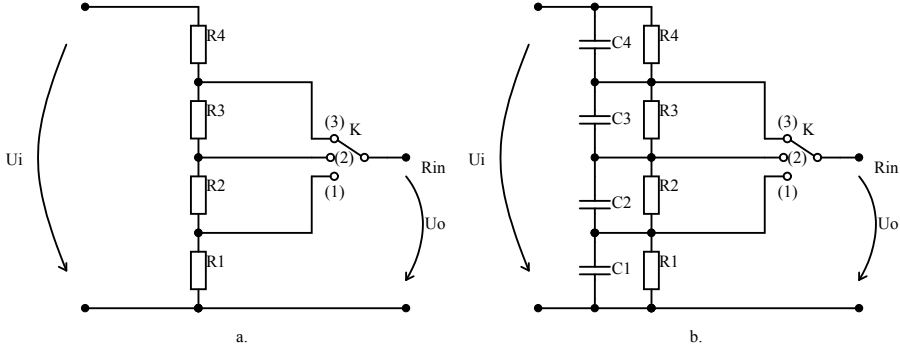 R4
R3
(3)
K
(2)
Ui
Rin
R2
(1)
Uo
R1
a.
C4
R4
C3
R3
(3)
K
(2)
Ui
Rin
C2
R2
(1)
Uo
C1
R1
b.